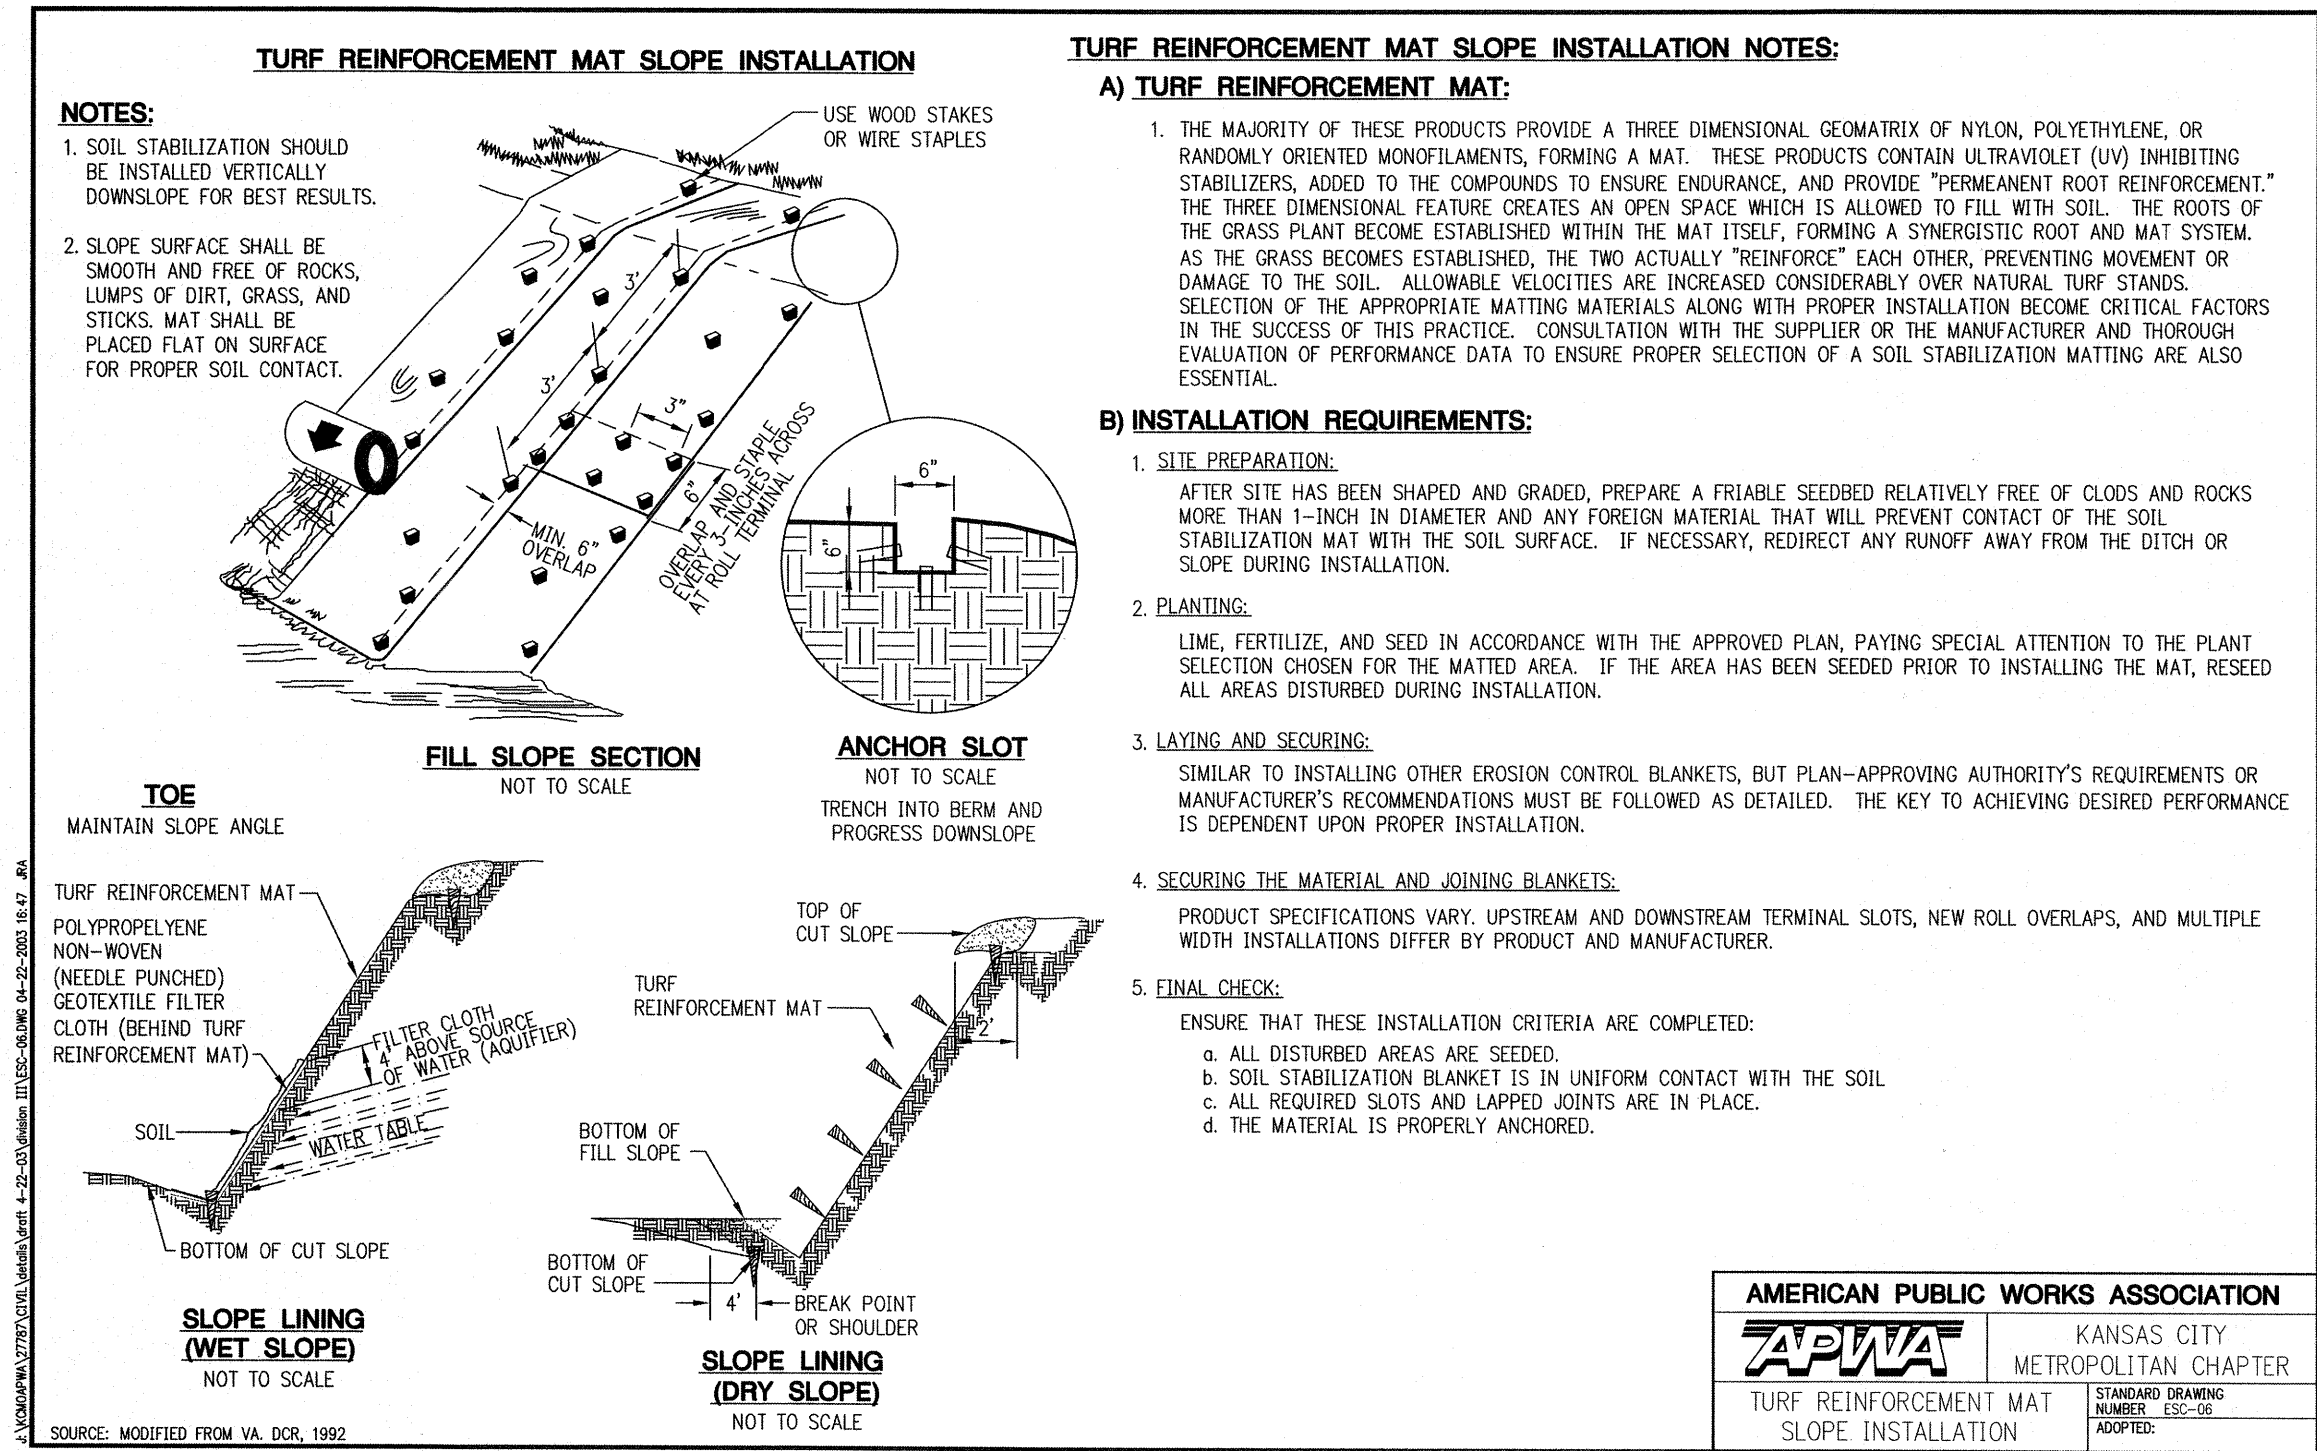 TURF REINFORCEMENT MAT SLOPE INSTALLATION
NOTES:
1. SOIL STABILIZATION SHOULD
BE INSTALLED VERTICALLY
DOWNSLOPE FOR BEST RESULTS.
2. SLOPE SURFACE SHALL BE
SMOOTH AND FREE OF ROCKS,
LUMPS OF DIRT, GRASS, AND
STICKS. MAT SHALL BE
PLACED FLAT ON SURFACE
FOR PROPER SOIL CONTACT.
USE WOOD STAKES
OR WIRE STAPLES
3'
3'
3"
6"
MIN. 6"
OVERLAP
OVERLAP AND STAPLE
EVERY 3-INCHES ACROSS
AT ROLL TERMINAL
6"
6"
FILL SLOPE SECTION
NOT TO SCALE
ANCHOR SLOT
NOT TO SCALE
TRENCH INTO BERM AND
PROGRESS DOWNSLOPE
TOE
MAINTAIN SLOPE ANGLE
TURF REINFORCEMENT MAT
POLYPROPELYENE
NON-WOVEN
(NEEDLE PUNCHED)
GEOTEXTILE FILTER
CLOTH (BEHIND TURF
REINFORCEMENT MAT)
FILTER CLOTH
4' ABOVE SOURCE
OF WATER (AQUIFIER)
SOIL
WATER TABLE
BOTTOM OF CUT SLOPE
SLOPE LINING
(WET SLOPE)
NOT TO SCALE
TOP OF
CUT SLOPE
TURF
REINFORCEMENT MAT
2'
BOTTOM OF
FILL SLOPE
BOTTOM OF
CUT SLOPE
4'
BREAK POINT
OR SHOULDER
SLOPE LINING
(DRY SLOPE)
NOT TO SCALE
SOURCE: MODIFIED FROM VA. DCR, 1992
J:\KCMOAPWA\27787\CIVIL\details\draft 4-22-03\division III\ESC-06.DWG 04-22-2003 16:47 JRA
TURF REINFORCEMENT MAT SLOPE INSTALLATION NOTES:
A) TURF REINFORCEMENT MAT:
1. THE MAJORITY OF THESE PRODUCTS PROVIDE A THREE DIMENSIONAL GEOMATRIX OF NYLON, POLYETHYLENE, OR
RANDOMLY ORIENTED MONOFILAMENTS, FORMING A MAT. THESE PRODUCTS CONTAIN ULTRAVIOLET (UV) INHIBITING
STABILIZERS, ADDED TO THE COMPOUNDS TO ENSURE ENDURANCE, AND PROVIDE "PERMEANENT ROOT REINFORCEMENT."
THE THREE DIMENSIONAL FEATURE CREATES AN OPEN SPACE WHICH IS ALLOWED TO FILL WITH SOIL. THE ROOTS OF
THE GRASS PLANT BECOME ESTABLISHED WITHIN THE MAT ITSELF, FORMING A SYNERGISTIC ROOT AND MAT SYSTEM.
AS THE GRASS BECOMES ESTABLISHED, THE TWO ACTUALLY "REINFORCE" EACH OTHER, PREVENTING MOVEMENT OR
DAMAGE TO THE SOIL. ALLOWABLE VELOCITIES ARE INCREASED CONSIDERABLY OVER NATURAL TURF STANDS.
SELECTION OF THE APPROPRIATE MATTING MATERIALS ALONG WITH PROPER INSTALLATION BECOME CRITICAL FACTORS
IN THE SUCCESS OF THIS PRACTICE. CONSULTATION WITH THE SUPPLIER OR THE MANUFACTURER AND THOROUGH
EVALUATION OF PERFORMANCE DATA TO ENSURE PROPER SELECTION OF A SOIL STABILIZATION MATTING ARE ALSO
ESSENTIAL.
B) INSTALLATION REQUIREMENTS:
1. SITE PREPARATION:
AFTER SITE HAS BEEN SHAPED AND GRADED, PREPARE A FRIABLE SEEDBED RELATIVELY FREE OF CLODS AND ROCKS
MORE THAN 1-INCH IN DIAMETER AND ANY FOREIGN MATERIAL THAT WILL PREVENT CONTACT OF THE SOIL
STABILIZATION MAT WITH THE SOIL SURFACE. IF NECESSARY, REDIRECT ANY RUNOFF AWAY FROM THE DITCH OR
SLOPE DURING INSTALLATION.
2. PLANTING:
LIME, FERTILIZE, AND SEED IN ACCORDANCE WITH THE APPROVED PLAN, PAYING SPECIAL ATTENTION TO THE PLANT
SELECTION CHOSEN FOR THE MATTED AREA. IF THE AREA HAS BEEN SEEDED PRIOR TO INSTALLING THE MAT, RESEED
ALL AREAS DISTURBED DURING INSTALLATION.
3. LAYING AND SECURING:
SIMILAR TO INSTALLING OTHER EROSION CONTROL BLANKETS, BUT PLAN-APPROVING AUTHORITY'S REQUIREMENTS OR
MANUFACTURER'S RECOMMENDATIONS MUST BE FOLLOWED AS DETAILED. THE KEY TO ACHIEVING DESIRED PERFORMANCE
IS DEPENDENT UPON PROPER INSTALLATION.
4. SECURING THE MATERIAL AND JOINING BLANKETS:
PRODUCT SPECIFICATIONS VARY. UPSTREAM AND DOWNSTREAM TERMINAL SLOTS, NEW ROLL OVERLAPS, AND MULTIPLE
WIDTH INSTALLATIONS DIFFER BY PRODUCT AND MANUFACTURER.
5. FINAL CHECK:
ENSURE THAT THESE INSTALLATION CRITERIA ARE COMPLETED:
a. ALL DISTURBED AREAS ARE SEEDED.
b. SOIL STABILIZATION BLANKET IS IN UNIFORM CONTACT WITH THE SOIL
c. ALL REQUIRED SLOTS AND LAPPED JOINTS ARE IN PLACE.
d. THE MATERIAL IS PROPERLY ANCHORED.
AMERICAN PUBLIC WORKS ASSOCIATION
APWA
KANSAS CITY
METROPOLITAN CHAPTER
TURF REINFORCEMENT MAT
SLOPE INSTALLATION
STANDARD DRAWING
NUMBER ESC-06
ADOPTED: